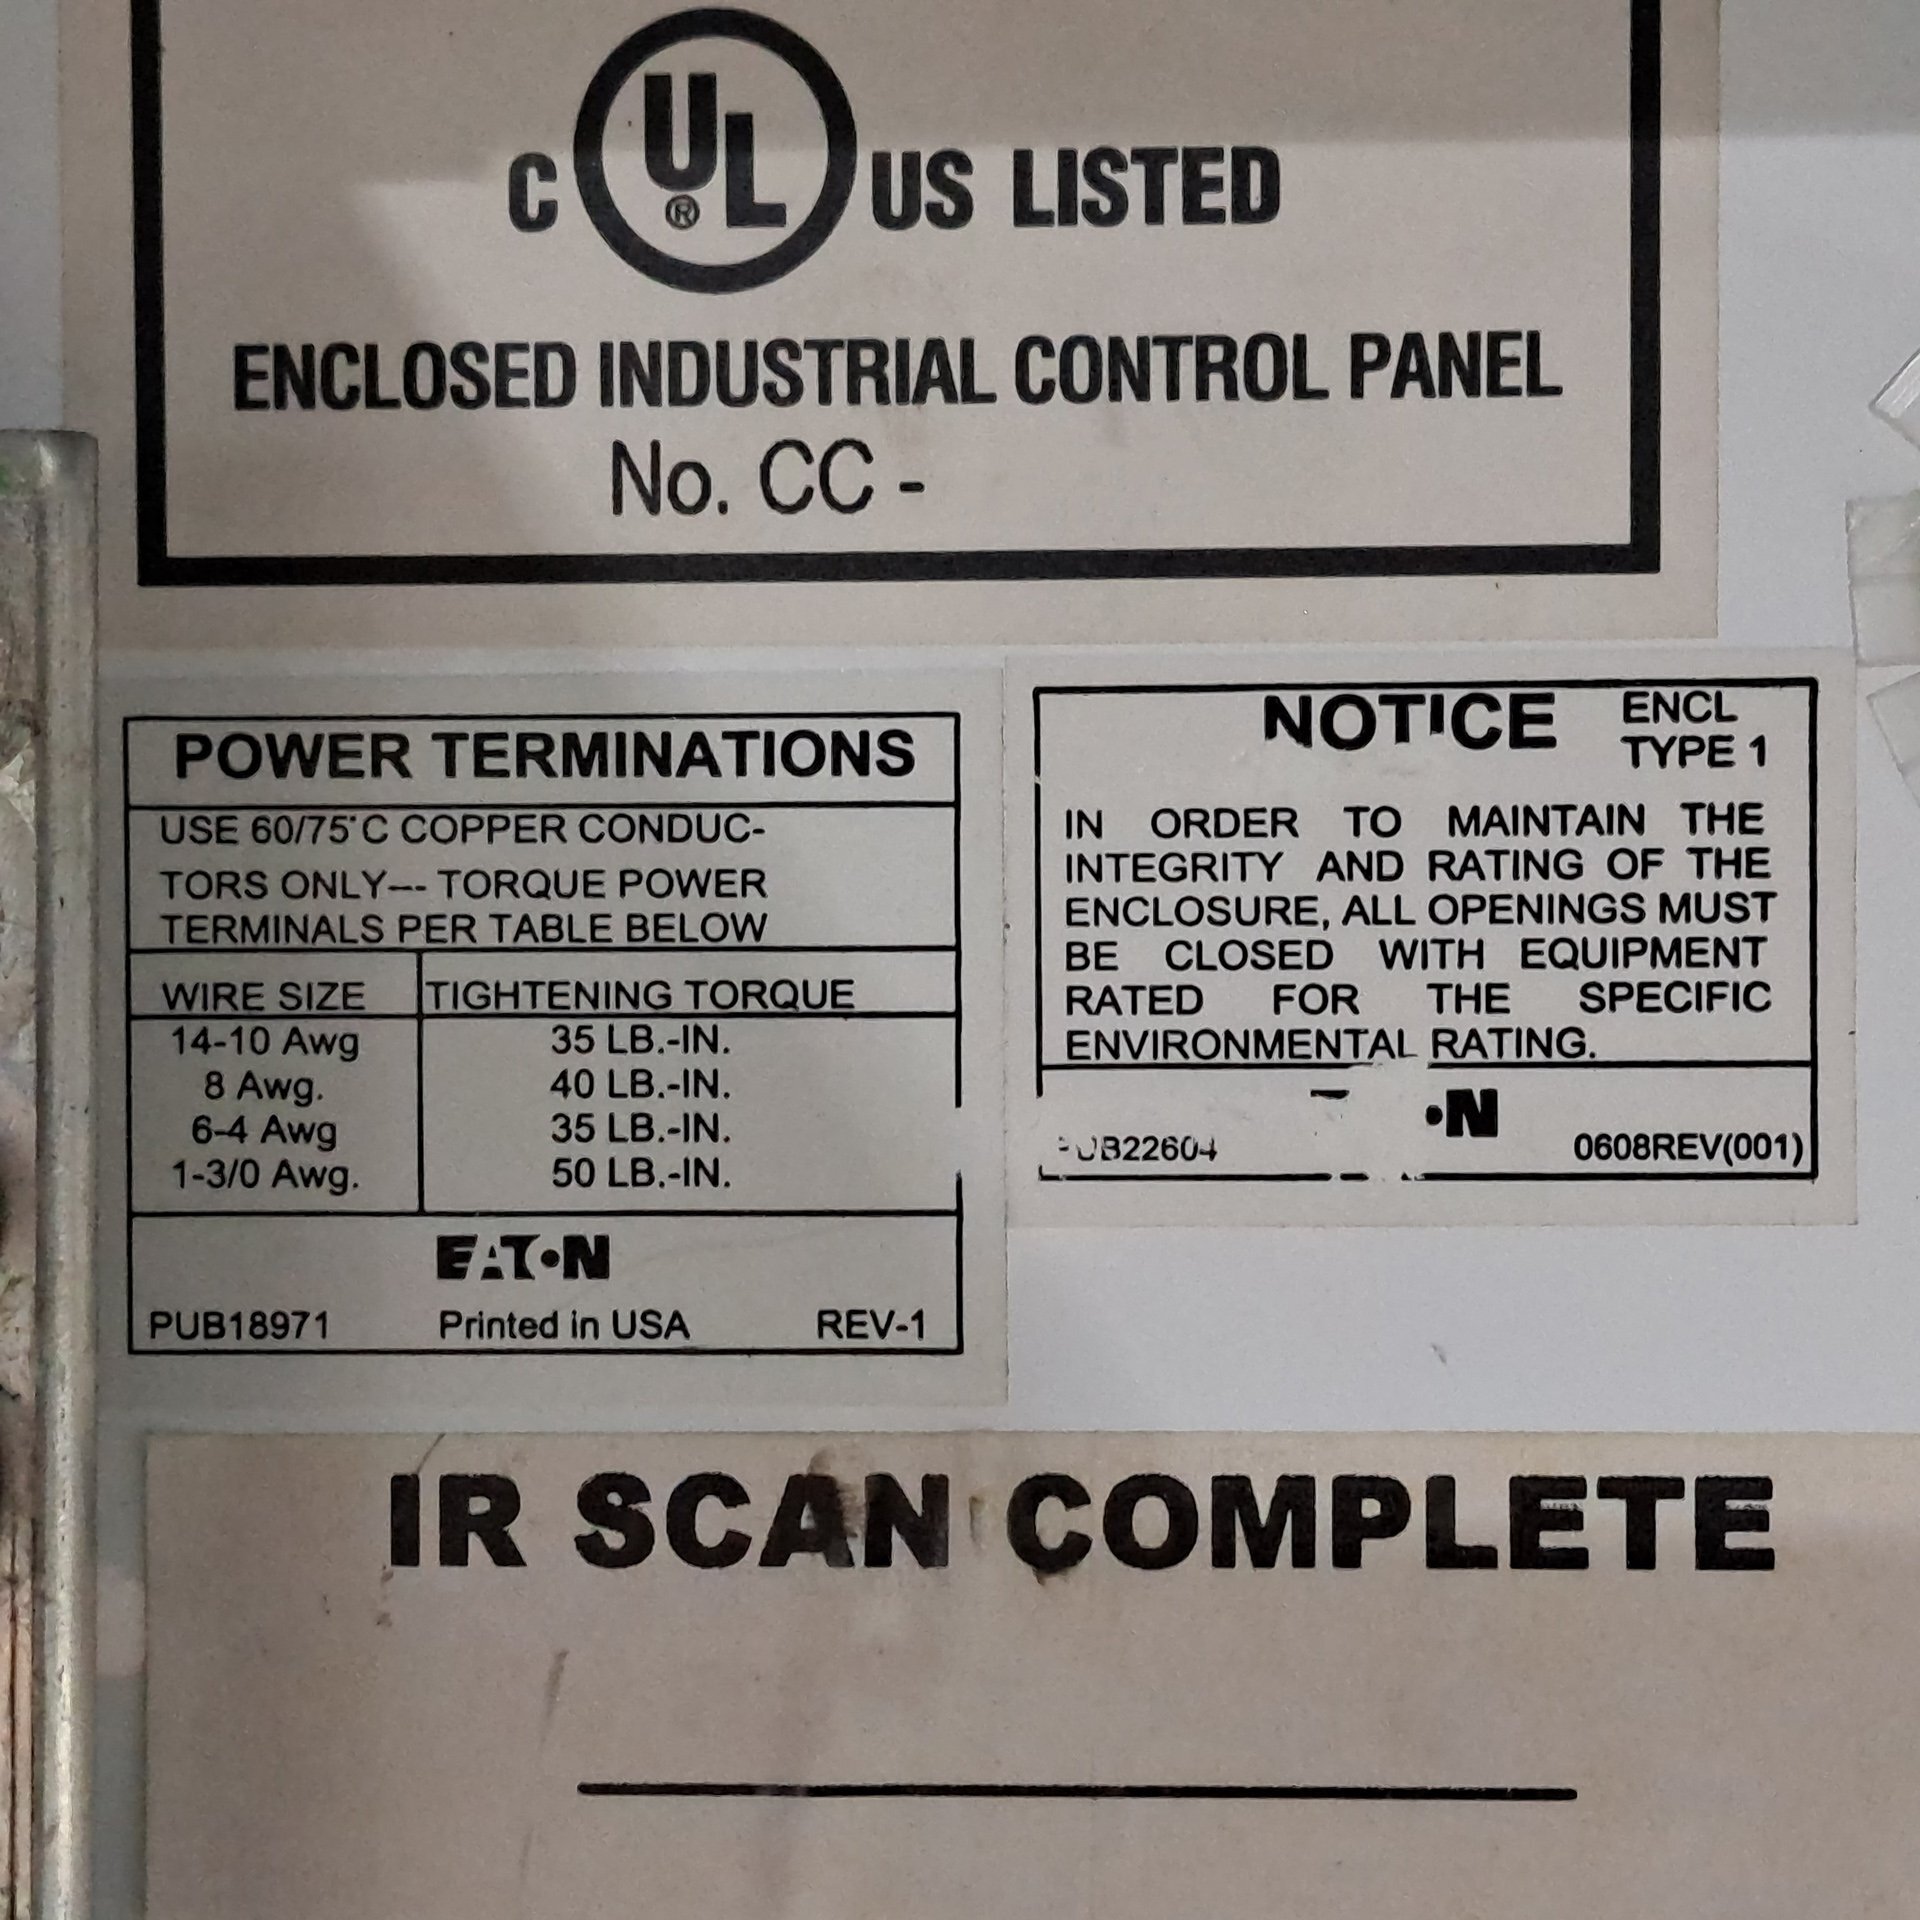 C UL ® US LISTED
ENCLOSED INDUSTRIAL CONTROL PANEL
No. CC -
POWER TERMINATIONS
USE 60/75°C COPPER CONDUC-
TORS ONLY--- TORQUE POWER
TERMINALS PER TABLE BELOW
WIRE SIZE TIGHTENING TORQUE
14-10 Awg 35 LB.-IN.
8 Awg. 40 LB.-IN.
6-4 Awg 35 LB.-IN.
1-3/0 Awg. 50 LB.-IN.
EATON
PUB18971 Printed in USA REV-1
NOTICE ENCL
TYPE 1
IN ORDER TO MAINTAIN THE
INTEGRITY AND RATING OF THE
ENCLOSURE, ALL OPENINGS MUST
BE CLOSED WITH EQUIPMENT
RATED FOR THE SPECIFIC
ENVIRONMENTAL RATING.
PUB22604 0608REV(001)
IR SCAN COMPLETE